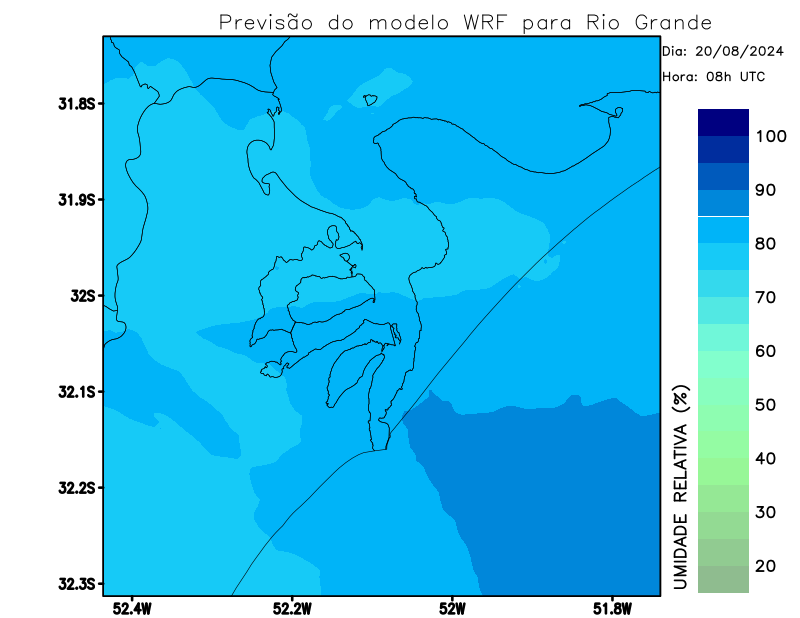 Previsão do modelo WRF para Rio Grande
Dia: 20/08/2024
Hora: 08h UTC
31.8S
31.9S
32S
32.1S
32.2S
32.3S
52.4W
52.2W
52W
51.8W
100
90
80
70
60
50
40
30
20
UMIDADE RELATIVA (%)